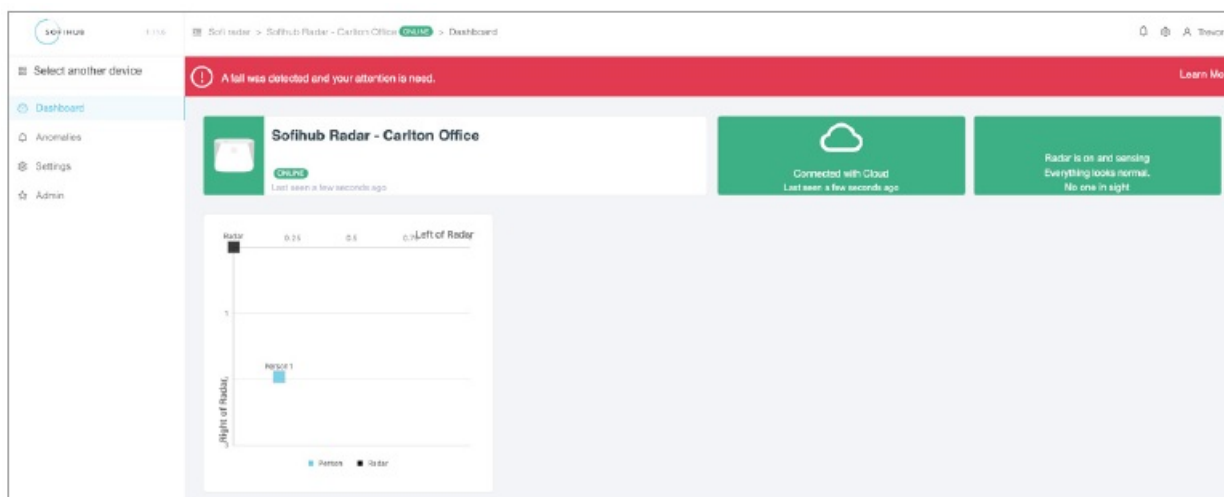 SOFIHUB
Sofi radar > Sofihub Radar - Carlton Office ONLINE > Dashboard
Trevor
Select another device
A fall was detected and your attention is need.
Learn Mo
Dashboard
Anomalies
Settings
Admin
Sofihub Radar - Carlton Office
ONLINE
Last seen a few seconds ago
Connected with Cloud
Last seen a few seconds ago
Radar is on and sensing
Everything looks normal.
No one in sight
Radar
0.25
0.5
Left of Radar
1
Person 1
Right of Radar
3
Person
Radar